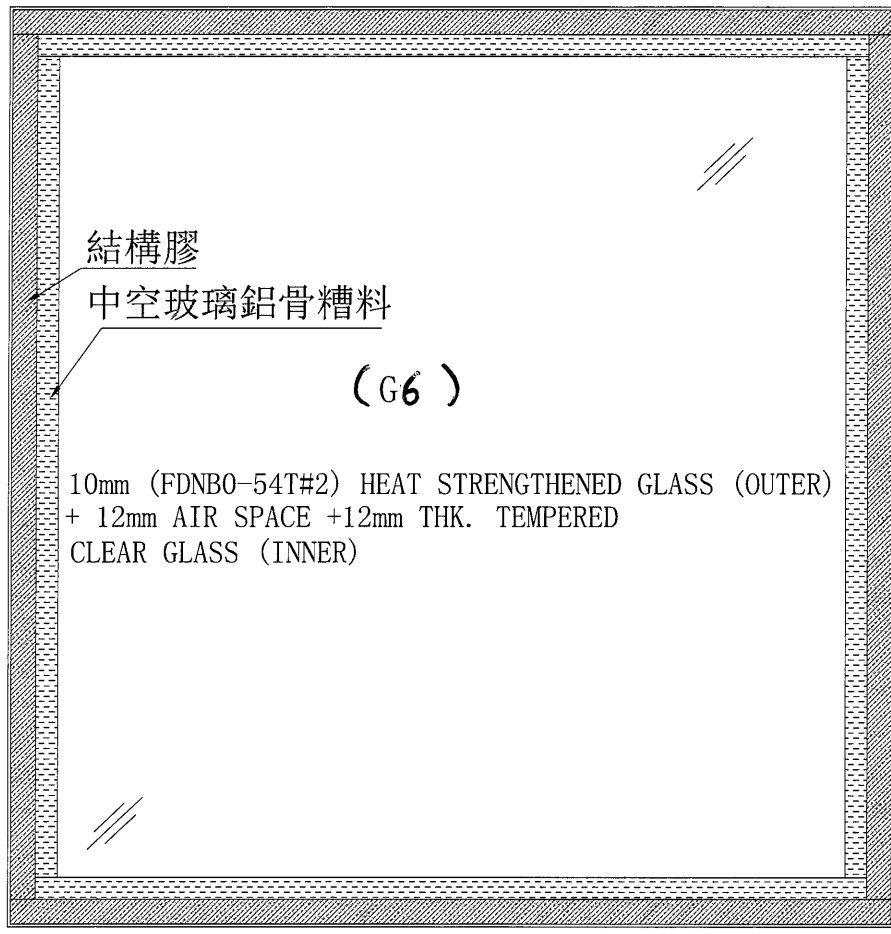 結構膠
中空玻璃鋁骨糟料
(G6 )
10mm (FDNBO-54T#2) HEAT STRENGTHENED GLASS (OUTER)
+ 12mm AIR SPACE +12mm THK. TEMPERED
CLEAR GLASS (INNER)